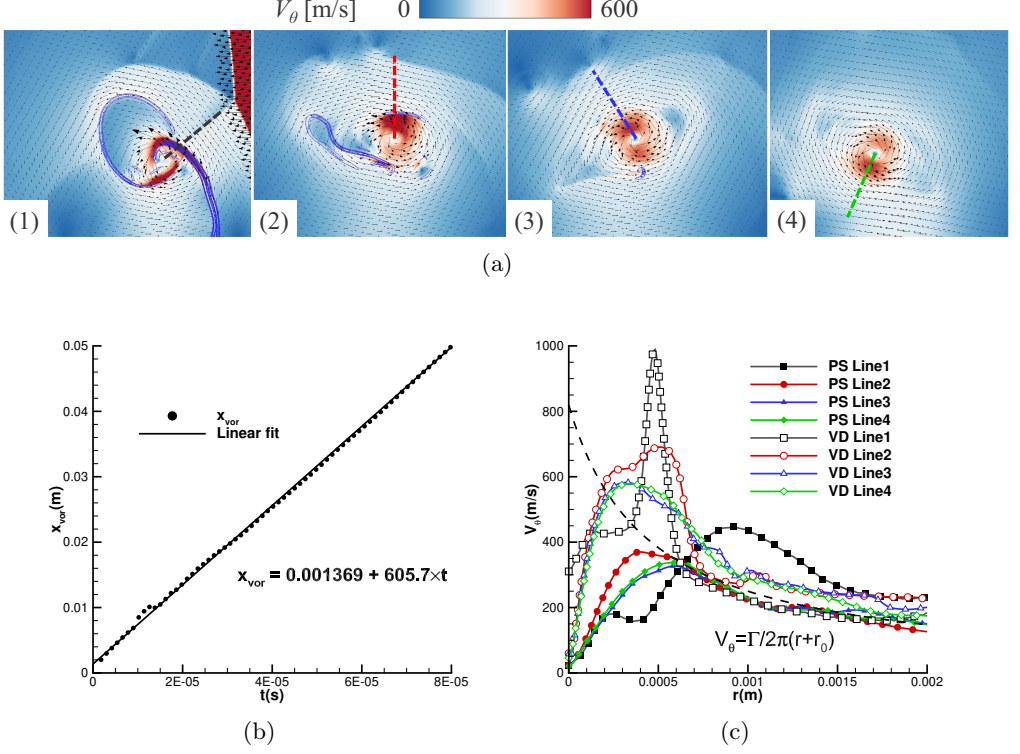 V_θ [m/s] 0 600
(1) (2) (3) (4)
(a)
0.05
0.04
0.03
0.02
0.01
0
x_vor(m)
x_vor
Linear fit
x_vor = 0.001369 + 605.7×t
0 2E-05 4E-05 6E-05 8E-05
t(s)
(b)
1000
800
600
400
200
0
V_θ(m/s)
PS Line1
PS Line2
PS Line3
PS Line4
VD Line1
VD Line2
VD Line3
VD Line4
V_θ=Γ/2π(r+r_0)
0 0.0005 0.001 0.0015 0.002
r(m)
(c)